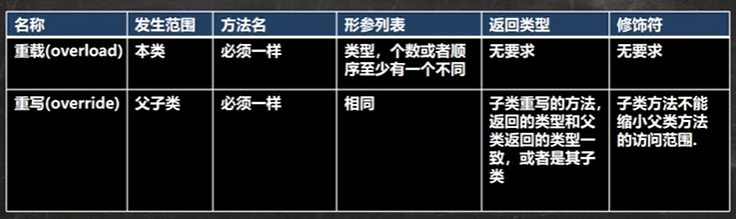 名称 发生范围 方法名 形参列表 返回类型 修饰符
重载(overload) 本类 必须一样 类型，个数或者顺序至少有一个不同 无要求 无要求
重写(override) 父子类 必须一样 相同 子类重写的方法，返回的类型和父类返回的类型一致，或者是其子类 子类方法不能缩小父类方法的访问范围.